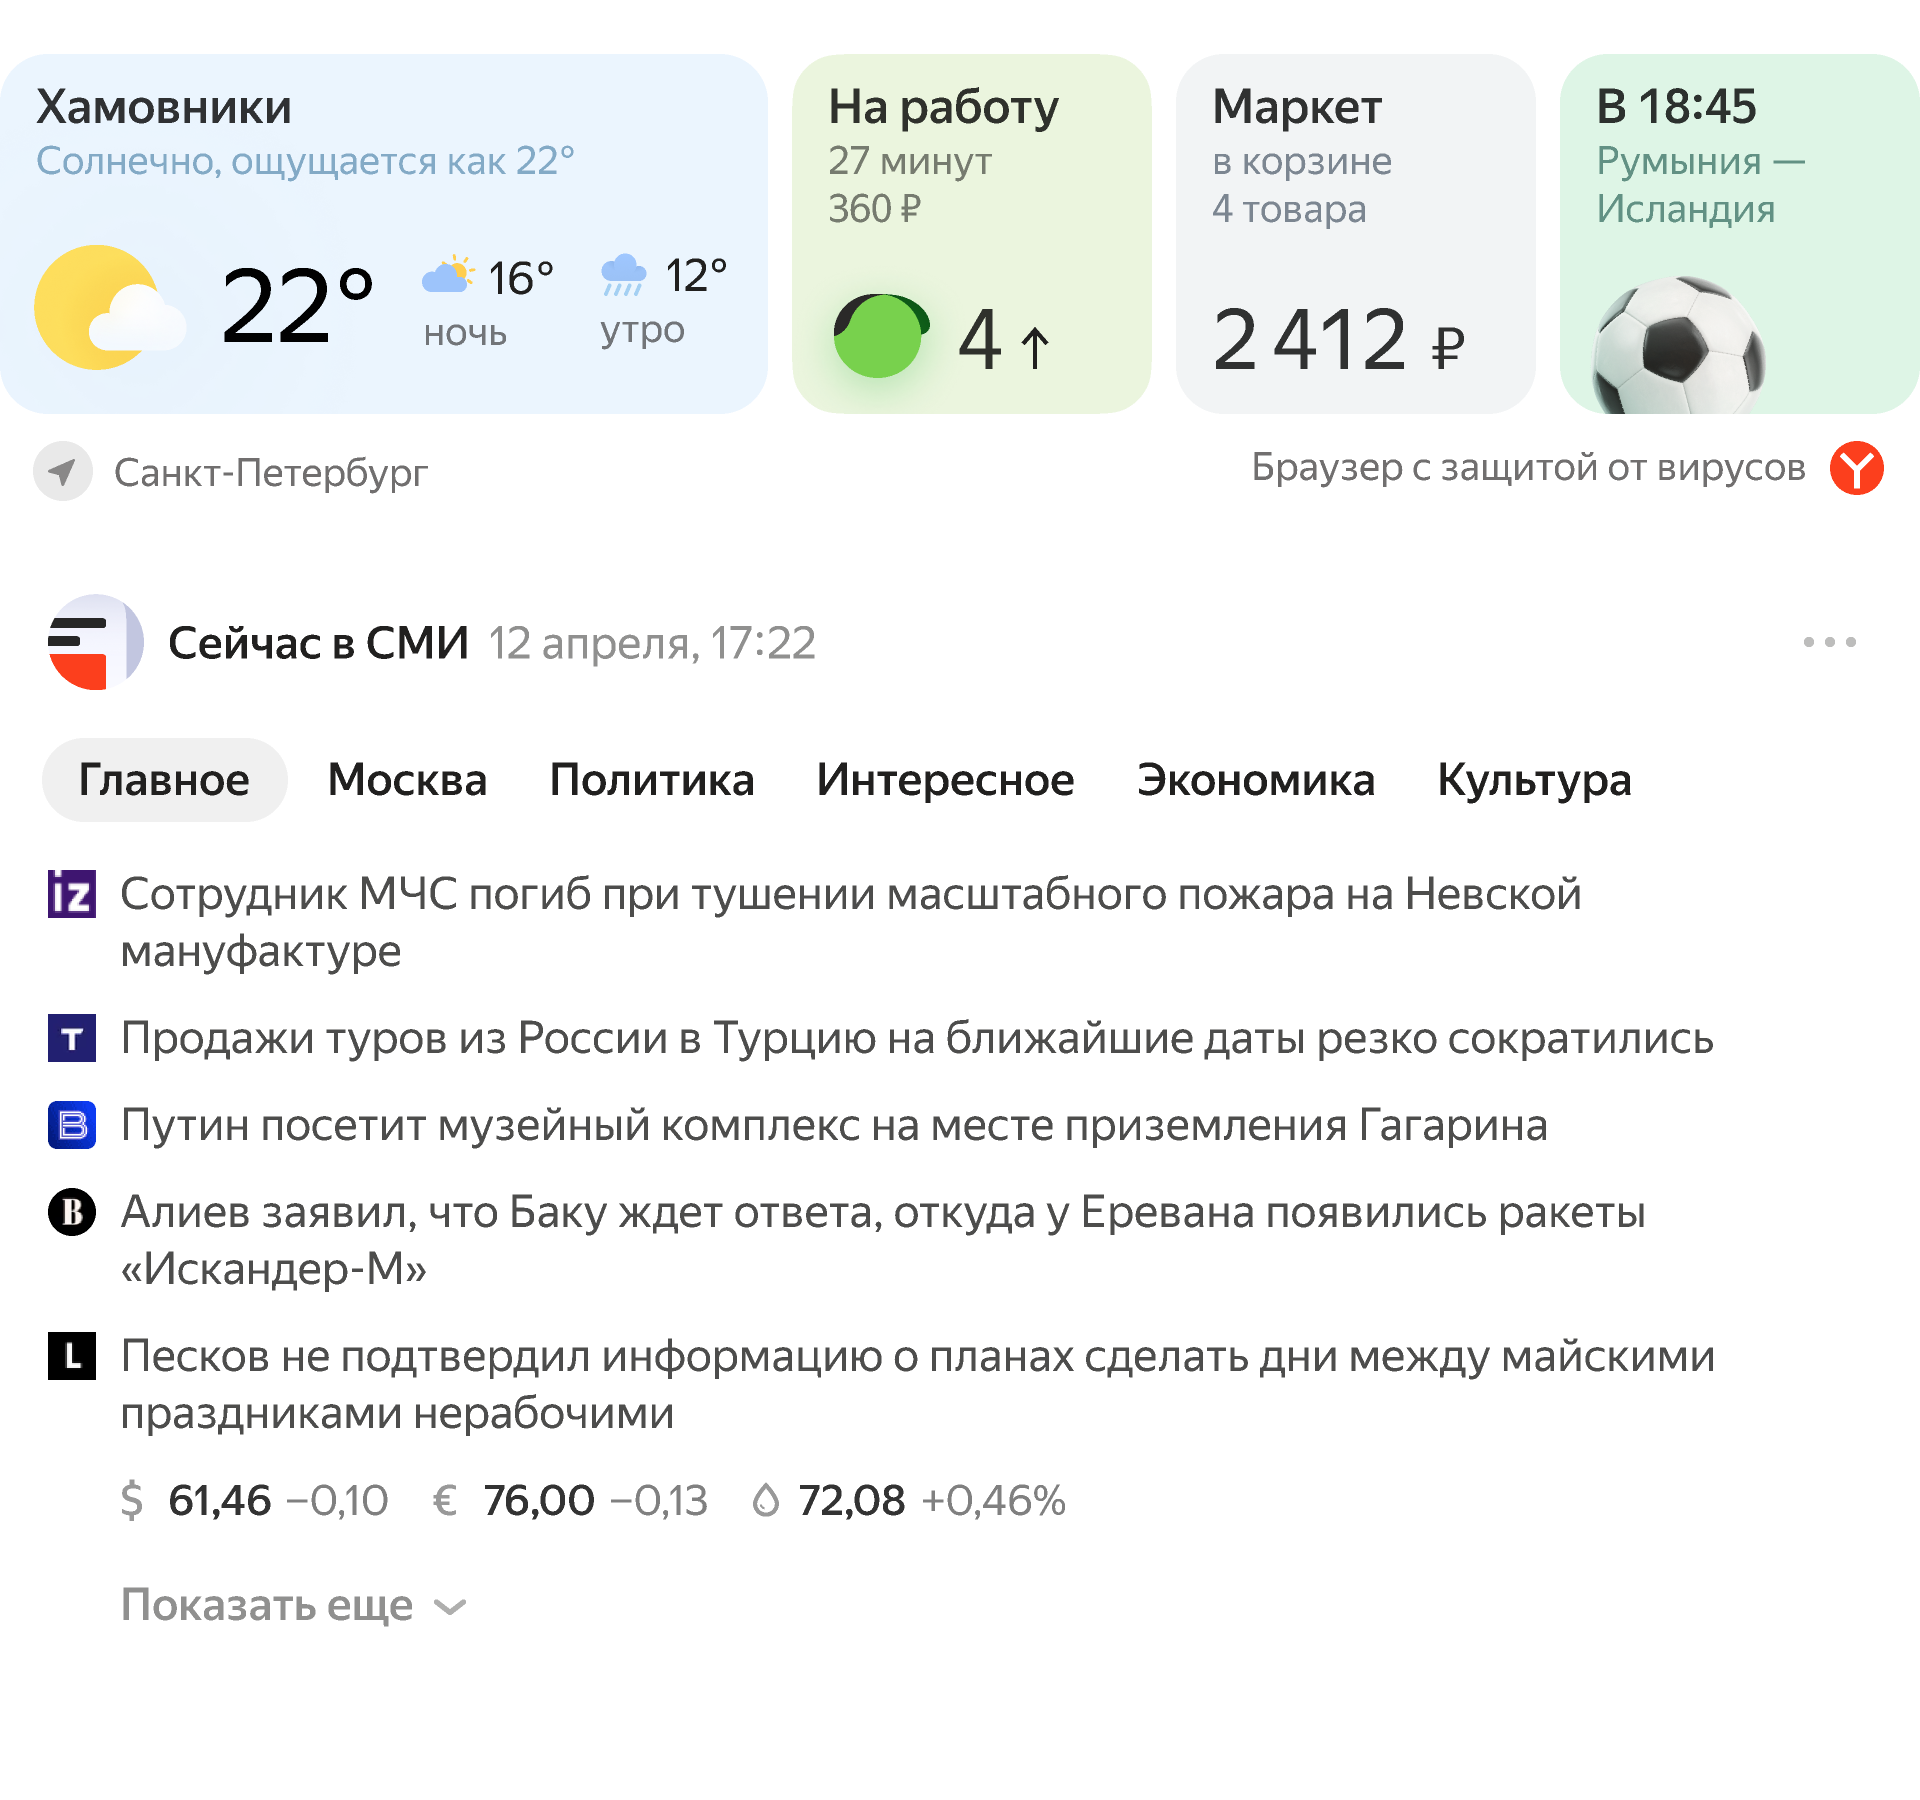 Хамовники
Солнечно, ощущается как 22°
22°
16°
ночь
12°
утро
На работу
27 минут
360 ₽
4 ↑
Маркет
в корзине
4 товара
2 412 ₽
В 18:45
Румыния —
Исландия
Санкт-Петербург
Браузер с защитой от вирусов
Сейчас в СМИ 12 апреля, 17:22
Главное Москва Политика Интересное Экономика Культура
iz Сотрудник МЧС погиб при тушении масштабного пожара на Невской
мануфактуре
Т Продажи туров из России в Турцию на ближайшие даты резко сократились
В Путин посетит музейный комплекс на месте приземления Гагарина
В Алиев заявил, что Баку ждет ответа, откуда у Еревана появились ракеты
«Искандер-М»
L Песков не подтвердил информацию о планах сделать дни между майскими
праздниками нерабочими
$ 61,46 −0,10 € 76,00 −0,13 72,08 +0,46%
Показать еще